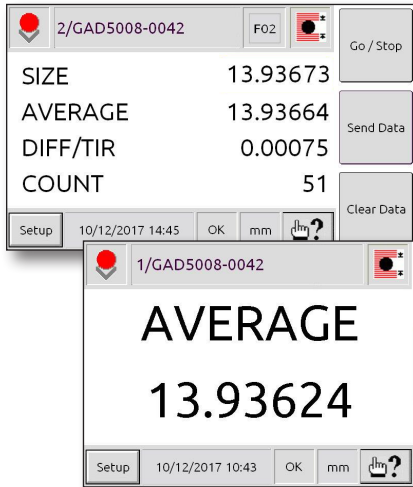 2/GAD5008-0042 F02
Go / Stop
SIZE 13.93673
AVERAGE 13.93664
Send Data
DIFF/TIR 0.00075
COUNT 51
Clear Data
Setup 10/12/2017 14:45 OK mm ?
1/GAD5008-0042
AVERAGE
13.93624
Setup 10/12/2017 10:43 OK mm ?